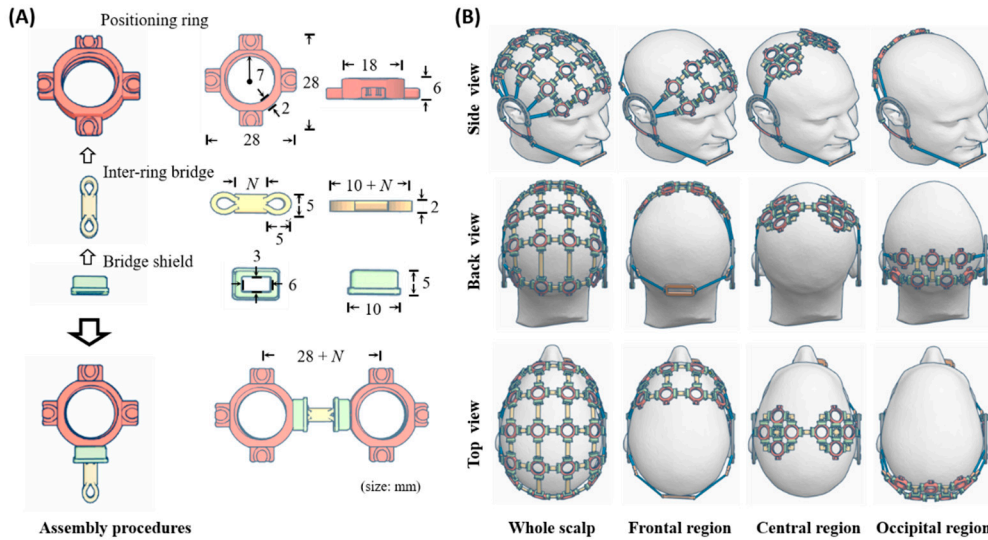 (A)
Positioning ring
18
7
28
6
2
28
Inter-ring bridge
N
10 + N
5
2
5
Bridge shield
3
6
5
10
28 + N
(size: mm)
Assembly procedures
(B)
Side view
Back view
Top view
Whole scalp Frontal region Central region Occipital region